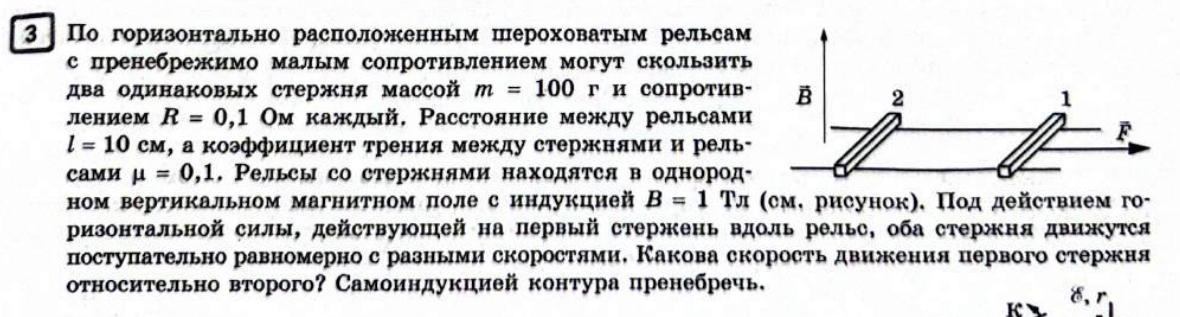 3 По горизонтально расположенным шероховатым рельсам
с пренебрежимо малым сопротивлением могут скользить
два одинаковых стержня массой m = 100 г и сопротив-
лением R = 0,1 Ом каждый. Расстояние между рельсами
l = 10 см, а коэффициент трения между стержнями и рель-
сами μ = 0,1. Рельсы со стержнями находятся в однород-
ном вертикальном магнитном поле с индукцией B = 1 Тл (см. рисунок). Под действием го-
ризонтальной силы, действующей на первый стержень вдоль рельс, оба стержня движутся
поступательно равномерно с разными скоростями. Какова скорость движения первого стержня
относительно второго? Самоиндукцией контура пренебречь.
B⃗
2
1
F⃗
K
ℰ, r